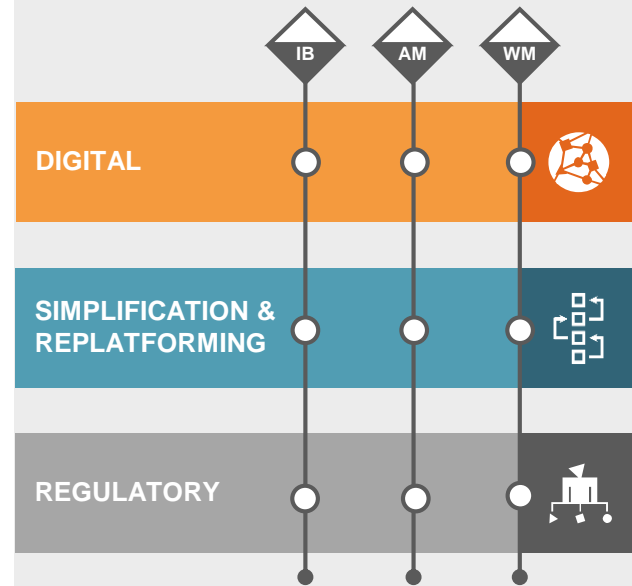 IB AM WM
DIGITAL
SIMPLIFICATION &
REPLATFORMING
REGULATORY